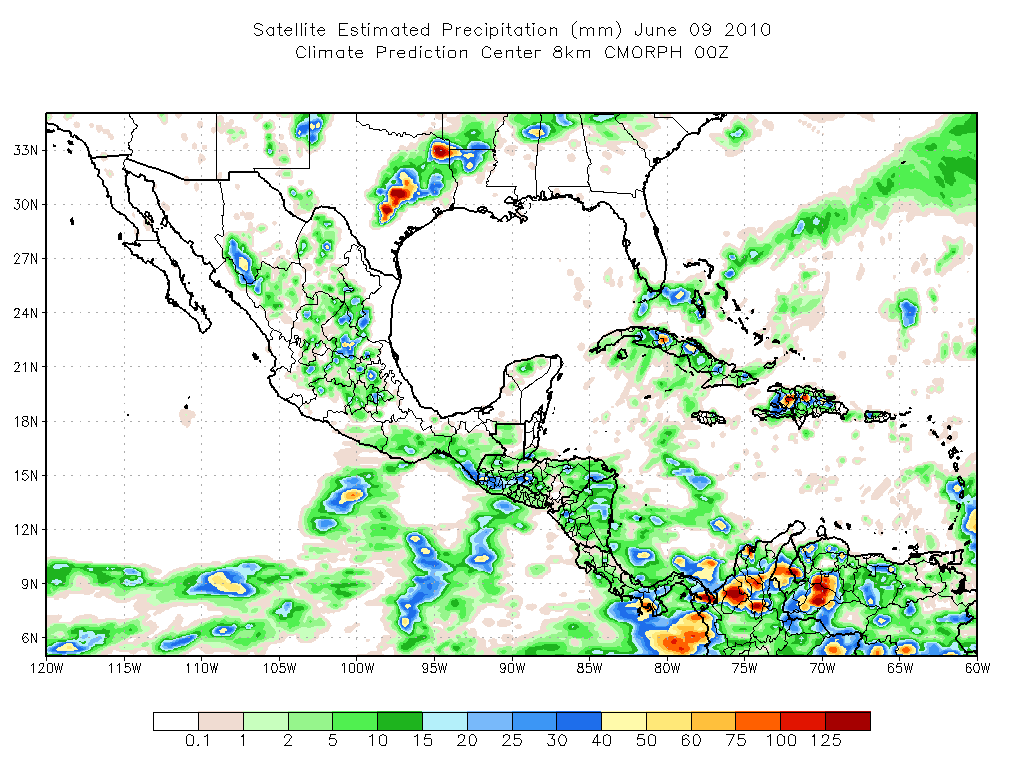 Satellite Estimated Precipitation (mm) June 09 2010
Climate Prediction Center 8km CMORPH 00Z
33N
30N
27N
24N
21N
18N
15N
12N
9N
6N
120W 115W 110W 105W 100W 95W 90W 85W 80W 75W 70W 65W 60W
0.1 1 2 5 10 15 20 25 30 40 50 60 75 100 125